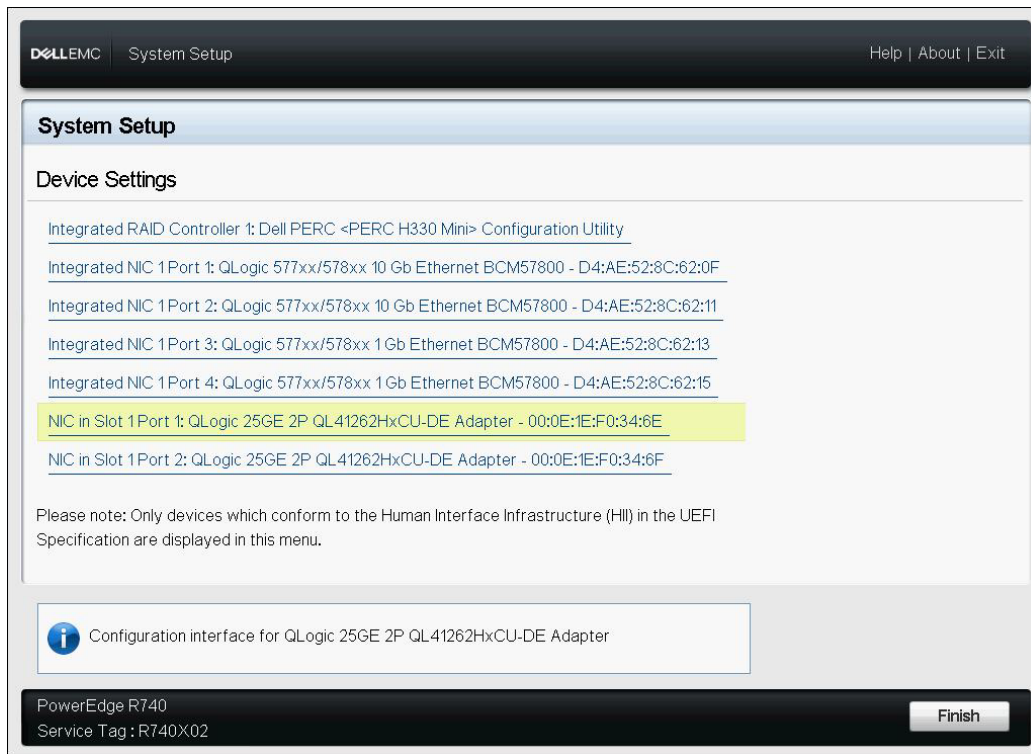 DELLEMC System Setup Help | About | Exit
System Setup
Device Settings
Integrated RAID Controller 1: Dell PERC <PERC H330 Mini> Configuration Utility
Integrated NIC 1 Port 1: QLogic 577xx/578xx 10 Gb Ethernet BCM57800 - D4:AE:52:8C:62:0F
Integrated NIC 1 Port 2: QLogic 577xx/578xx 10 Gb Ethernet BCM57800 - D4:AE:52:8C:62:11
Integrated NIC 1 Port 3: QLogic 577xx/578xx 1 Gb Ethernet BCM57800 - D4:AE:52:8C:62:13
Integrated NIC 1 Port 4: QLogic 577xx/578xx 1 Gb Ethernet BCM57800 - D4:AE:52:8C:62:15
NIC in Slot 1 Port 1: QLogic 25GE 2P QL41262HxCU-DE Adapter - 00:0E:1E:F0:34:6E
NIC in Slot 1 Port 2: QLogic 25GE 2P QL41262HxCU-DE Adapter - 00:0E:1E:F0:34:6F
Please note: Only devices which conform to the Human Interface Infrastructure (HII) in the UEFI
Specification are displayed in this menu.
Configuration interface for QLogic 25GE 2P QL41262HxCU-DE Adapter
PowerEdge R740
Service Tag : R740X02
Finish